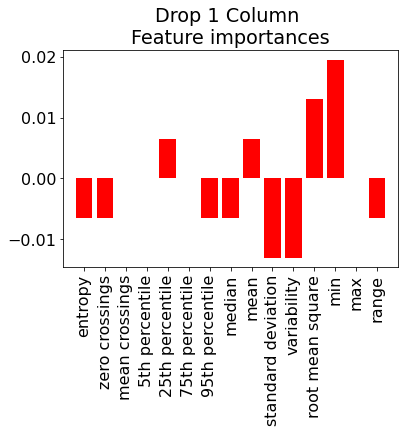 Drop 1 Column
Feature importances
0.02
0.01
0.00
−0.01
entropy
zero crossings
mean crossings
5th percentile
25th percentile
75th percentile
95th percentile
median
mean
standard deviation
variability
root mean square
min
max
range